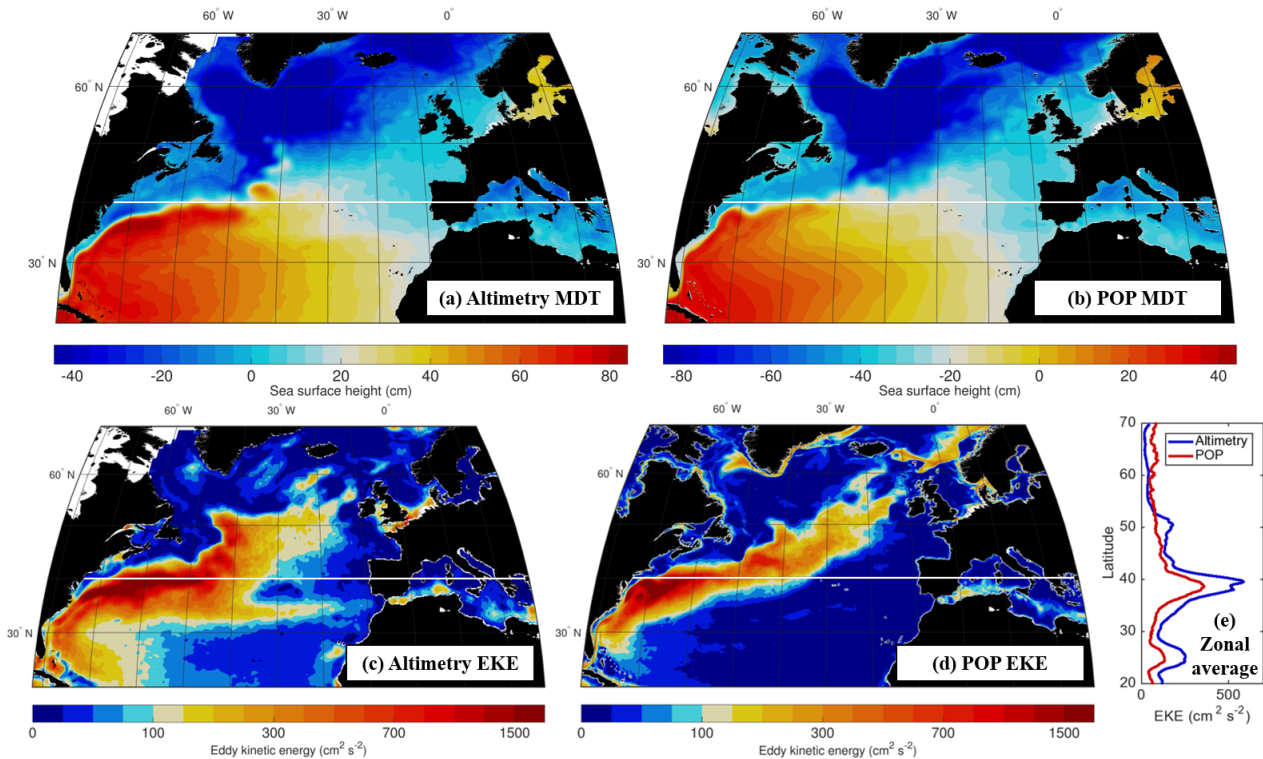 60° W 30° W 0°
60° W 30° W 0°
60° N
60° N
30° N
30° N
(a) Altimetry MDT
(b) POP MDT
-40 -20 0 20 40 60 80
Sea surface height (cm)
-80 -60 -40 -20 0 20 40
Sea surface height (cm)
60° W 30° W 0°
60° W 30° W 0°
60° N
60° N
30° N
30° N
(c) Altimetry EKE
(d) POP EKE
0 100 300 700 1500
Eddy kinetic energy (cm² s⁻²)
0 100 300 700 1500
Eddy kinetic energy (cm² s⁻²)
Altimetry
POP
70
60
50
40
30
20
Latitude
(e)
Zonal
average
0 500
EKE (cm² s⁻²)